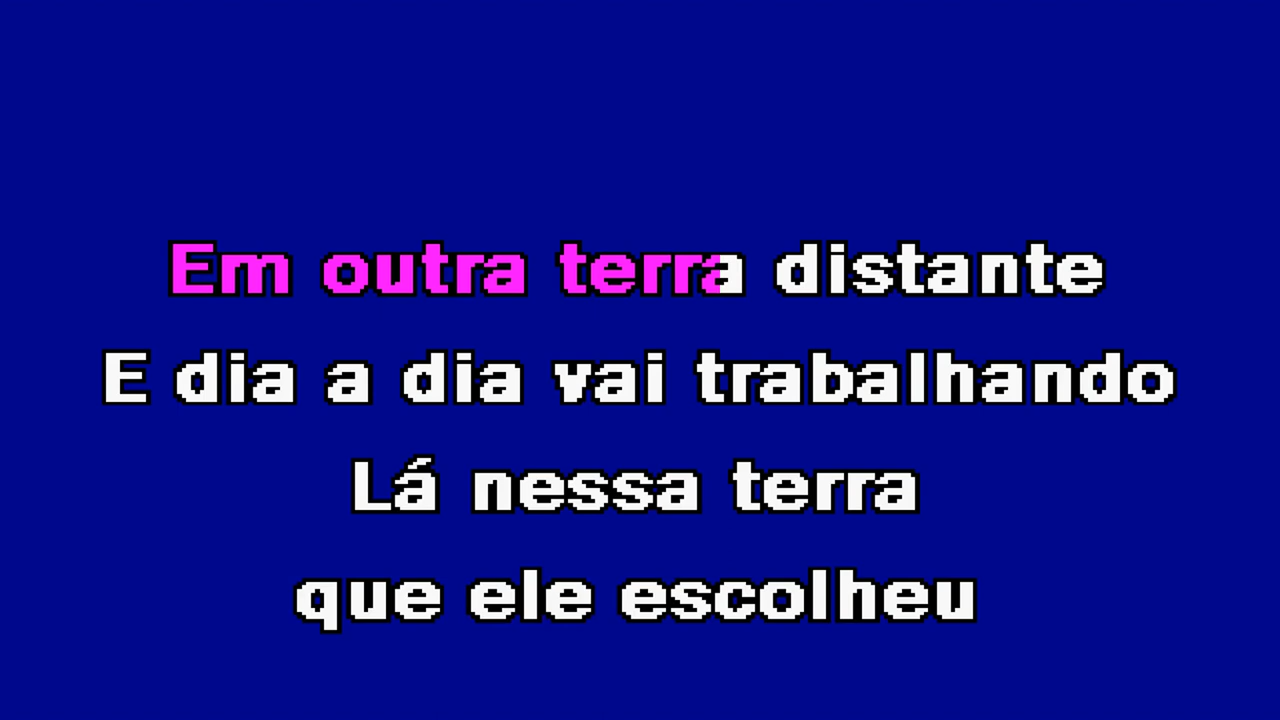 Em outra terra distante
E dia a dia vai trabalhando
Lá nessa terra
que ele escolheu